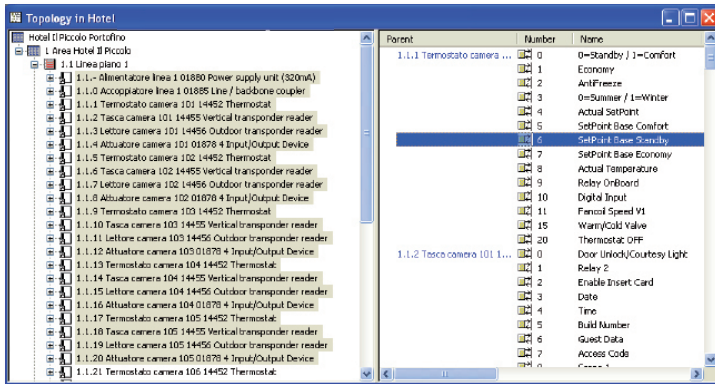 Topology in Hotel
Hotel Il Piccolo Portofino
1 Area Hotel Il Piccolo
1.1 Linea piano 1
1.1.- Alimentatore linea 1 01880 Power supply unit (320mA)
1.1.0 Accoppiatore linea 1 01885 Line / backbone coupler
1.1.1 Termostato camera 101 14452 Thermostat
1.1.2 Tasca camera 101 14455 Vertical transponder reader
1.1.3 Lettore camera 101 14456 Outdoor transponder reader
1.1.4 Attuatore camera 101 01878 4 Input/Output Device
1.1.5 Termostato camera 102 14452 Thermostat
1.1.6 Tasca camera 102 14455 Vertical transponder reader
1.1.7 Lettore camera 102 14456 Outdoor transponder reader
1.1.8 Attuatore camera 102 01878 4 Input/Output Device
1.1.9 Termostato camera 103 14452 Thermostat
1.1.10 Tasca camera 103 14455 Vertical transponder reader
1.1.11 Lettore camera 103 14456 Outdoor transponder reader
1.1.12 Attuatore camera 103 01878 4 Input/Output Device
1.1.13 Termostato camera 104 14452 Thermostat
1.1.14 Tasca camera 104 14455 Vertical transponder reader
1.1.15 Lettore camera 104 14456 Outdoor transponder reader
1.1.16 Attuatore camera 104 01878 4 Input/Output Device
1.1.17 Termostato camera 105 14452 Thermostat
1.1.18 Tasca camera 105 14455 Vertical transponder reader
1.1.19 Lettore camera 105 14456 Outdoor transponder reader
1.1.20 Attuatore camera 105 01878 4 Input/Output Device
1.1.21 Termostato camera 106 14452 Thermostat
Parent Number Name
1.1.1 Termostato camera ... 0 0=Standby / 1=Comfort
1 Economy
2 AntiFreeze
3 0=Summer / 1=Winter
4 Actual SetPoint
5 SetPoint Base Comfort
6 SetPoint Base Standby
7 SetPoint Base Economy
8 Actual Temperature
9 Relay OnBoard
10 Digital Input
11 Fancoil Speed V1
15 Warm/Cold Valve
20 Thermostat OFF
1.1.2 Tasca camera 101 1... 0 Door Unlock/Courtesy Light
1 Relay 2
2 Enable Insert Card
3 Date
4 Time
5 Build Number
6 Guest Data
7 Access Code